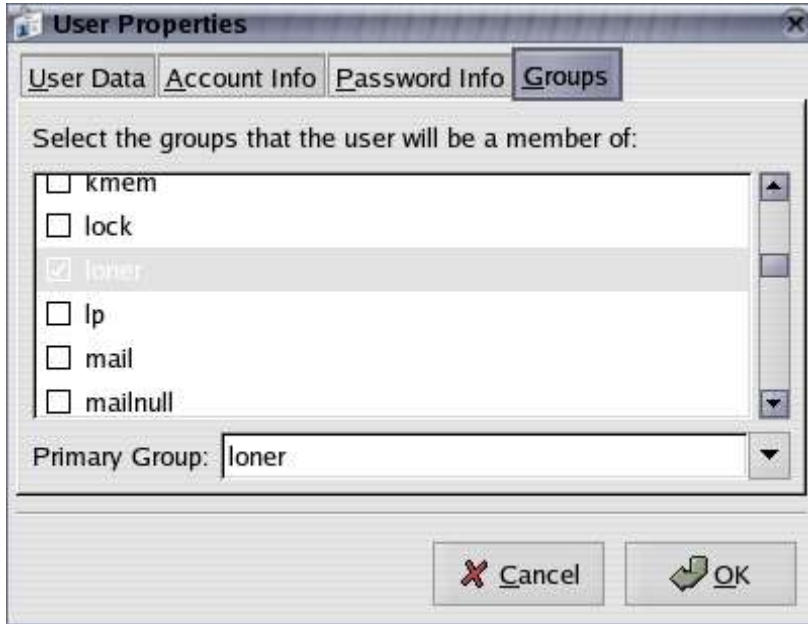 User Properties
User Data Account Info Password Info Groups
Select the groups that the user will be a member of:
kmem
lock
loner
lp
mail
mailnull
Primary Group: loner
Cancel OK